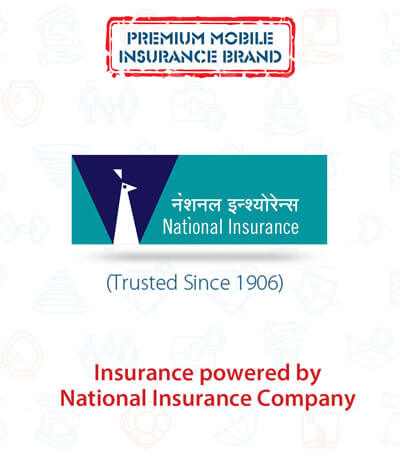 PREMIUM MOBILE
INSURANCE BRAND
नेशनल इन्श्योरेन्स
National Insurance
(Trusted Since 1906)
Insurance powered by
National Insurance Company